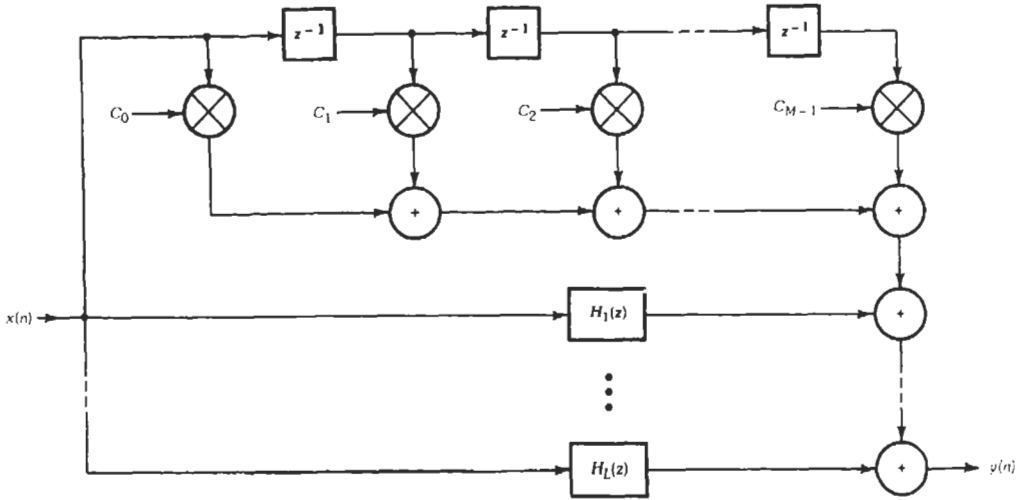 z⁻¹ z⁻¹ z⁻¹
C₀ C₁ C₂ C_{M-1}
+ + +
x(n) H₁(z) +
H_L(z) + y(n)